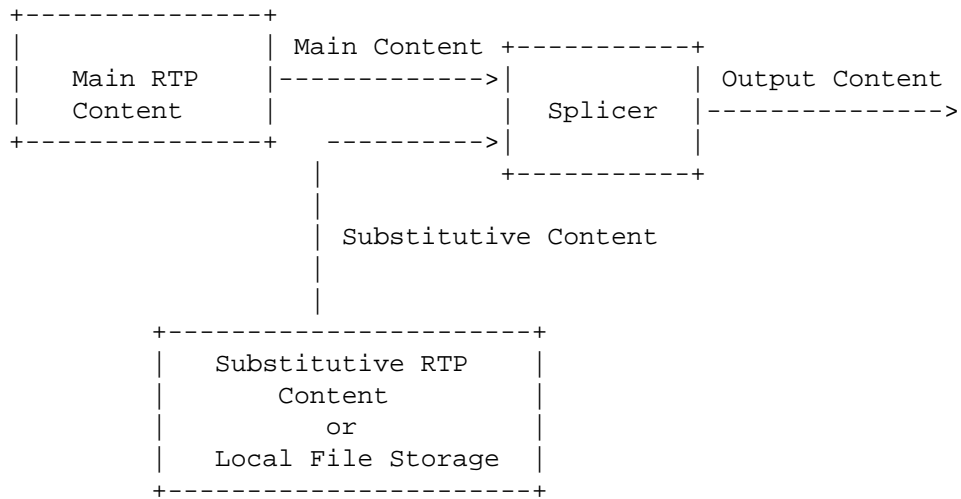 Main Content
Main RTP
Content
Splicer
Output Content
Substitutive Content
Substitutive RTP
Content
or
Local File Storage